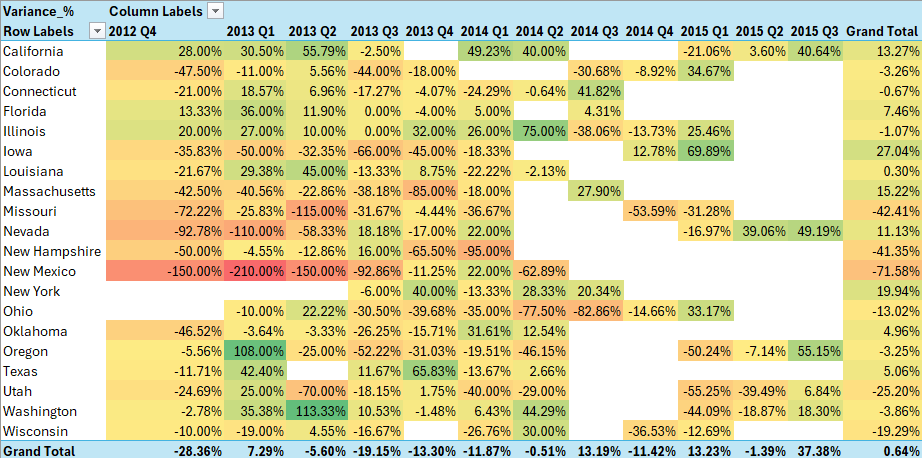 Variance_% Column Labels
Row Labels 2012 Q4 2013 Q1 2013 Q2 2013 Q3 2013 Q4 2014 Q1 2014 Q2 2014 Q3 2014 Q4 2015 Q1 2015 Q2 2015 Q3 Grand Total
California 28.00% 30.50% 55.79% -2.50% 49.23% 40.00% -21.06% 3.60% 40.64% 13.27%
Colorado -47.50% -11.00% 5.56% -44.00% -18.00% -30.68% -8.92% 34.67% -3.26%
Connecticut -21.00% 18.57% 6.96% -17.27% -4.07% -24.29% -0.64% 41.82% -0.67%
Florida 13.33% 36.00% 11.90% 0.00% -4.00% 5.00% 4.31% 7.46%
Illinois 20.00% 27.00% 10.00% 0.00% 32.00% 26.00% 75.00% -38.06% -13.73% 25.46% -1.07%
Iowa -35.83% -50.00% -32.35% -66.00% -45.00% -18.33% 12.78% 69.89% 27.04%
Louisiana -21.67% 29.38% 45.00% -13.33% 8.75% -22.22% -2.13% 0.30%
Massachusetts -42.50% -40.56% -22.86% -38.18% -85.00% -18.00% 27.90% 15.22%
Missouri -72.22% -25.83% -115.00% -31.67% -4.44% -36.67% -53.59% -31.28% -42.41%
Nevada -92.78% -110.00% -58.33% 18.18% -17.00% 22.00% -16.97% 39.06% 49.19% 11.13%
New Hampshire -50.00% -4.55% -12.86% 16.00% -65.50% -95.00% -41.35%
New Mexico -150.00% -210.00% -150.00% -92.86% -11.25% 22.00% -62.89% -71.58%
New York -6.00% 40.00% -13.33% 28.33% 20.34% 19.94%
Ohio -10.00% 22.22% -30.50% -39.68% -35.00% -77.50% -82.86% -14.66% 33.17% -13.02%
Oklahoma -46.52% -3.64% -3.33% -26.25% -15.71% 31.61% 12.54% 4.96%
Oregon -5.56% 108.00% -25.00% -52.22% -31.03% -19.51% -46.15% -50.24% -7.14% 55.15% -3.25%
Texas -11.71% 42.40% 11.67% 65.83% -13.67% 2.66% 5.06%
Utah -24.69% 25.00% -70.00% -18.15% 1.75% -40.00% -29.00% -55.25% -39.49% 6.84% -25.20%
Washington -2.78% 35.38% 113.33% 10.53% -1.48% 6.43% 44.29% -44.09% -18.87% 18.30% -3.86%
Wisconsin -10.00% -19.00% 4.55% -16.67% -26.76% 30.00% -36.53% -12.69% -19.29%
Grand Total -28.36% 7.29% -5.60% -19.15% -13.30% -11.87% -0.51% 13.19% -11.42% 13.23% -1.39% 37.38% 0.64%